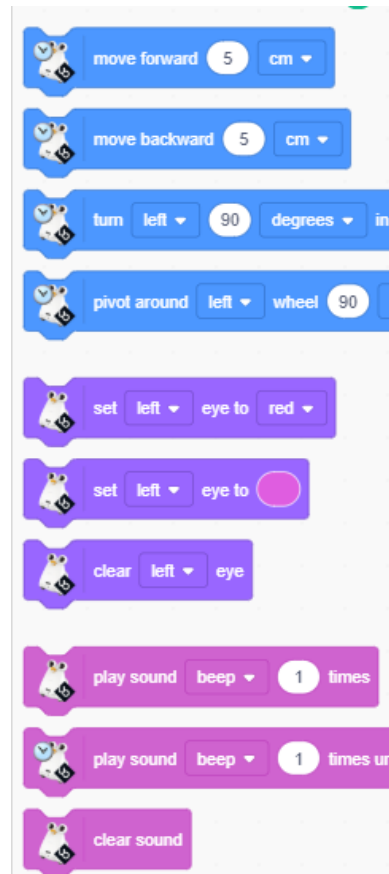 move forward 5 cm
move backward 5 cm
turn left 90 degrees in
pivot around left wheel 90
set left eye to red
set left eye to
clear left eye
play sound beep 1 times
play sound beep 1 times un
clear sound